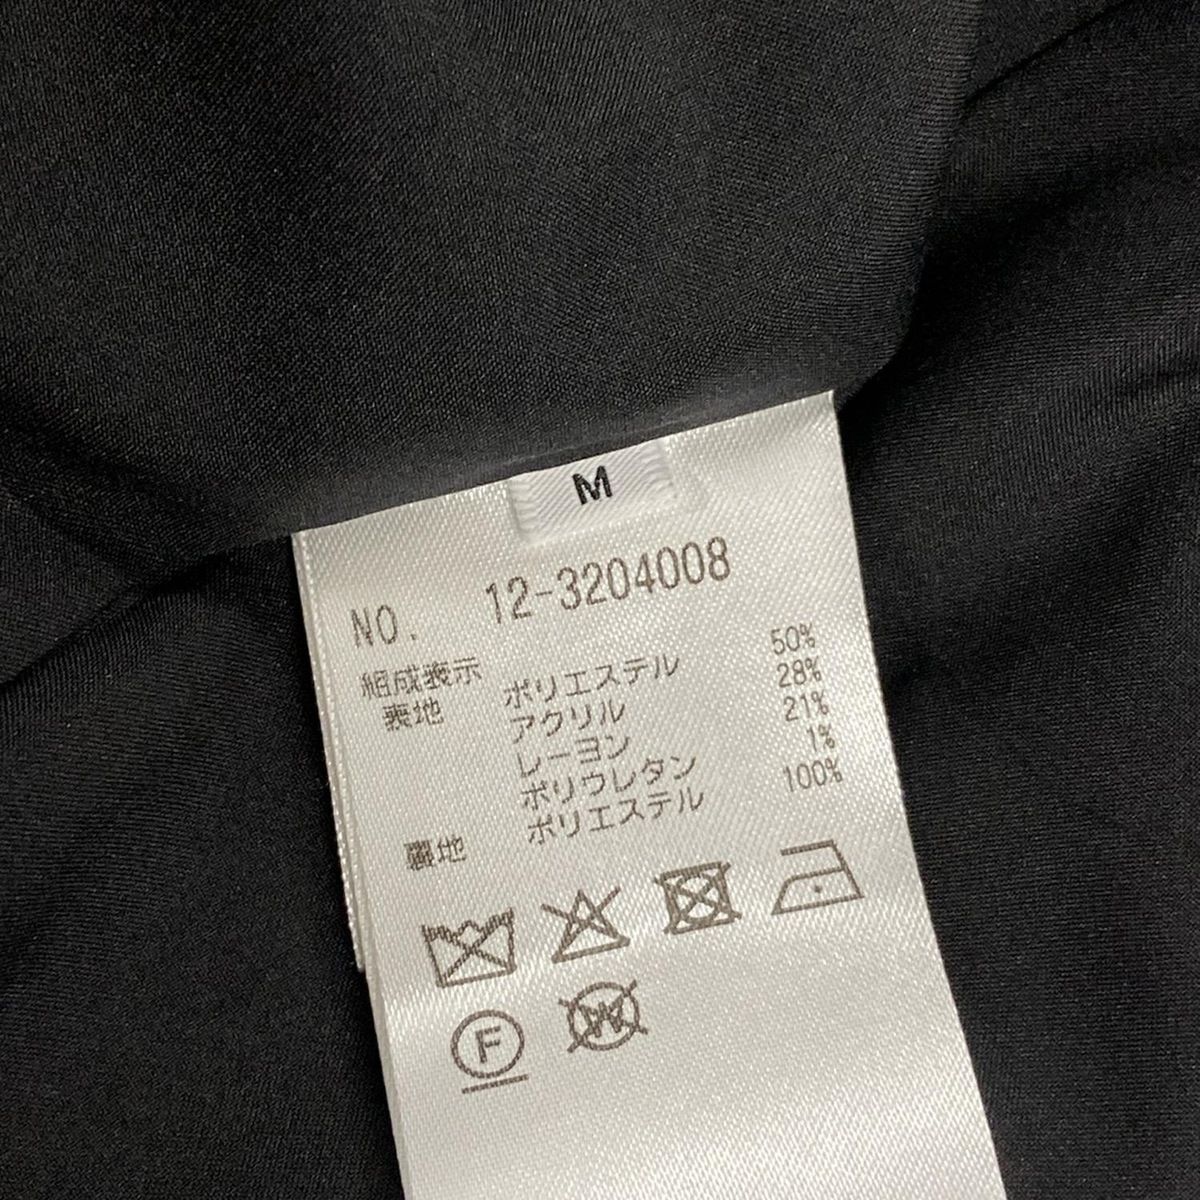 M
NO. 12-3204008
組成表示
表地 ポリエステル 50%
アクリル 28%
レーヨン 21%
ポリウレタン 1%
裏地 ポリエステル 100%
F
W